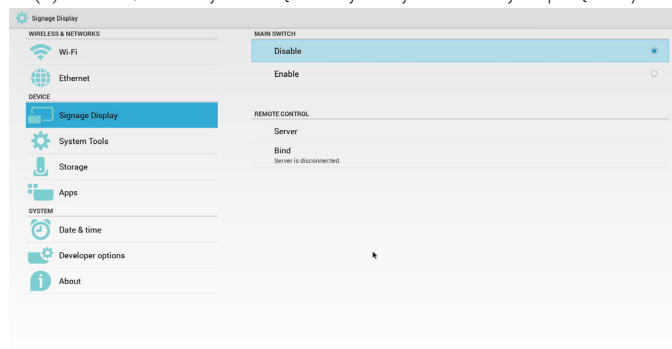 Signage Display
WIRELESS & NETWORKS
Wi-Fi
Ethernet
DEVICE
Signage Display
System Tools
Storage
Apps
SYSTEM
Date & time
Developer options
About
MAIN SWITCH
Disable
Enable
REMOTE CONTROL
Server
Bind
Server is disconnected.